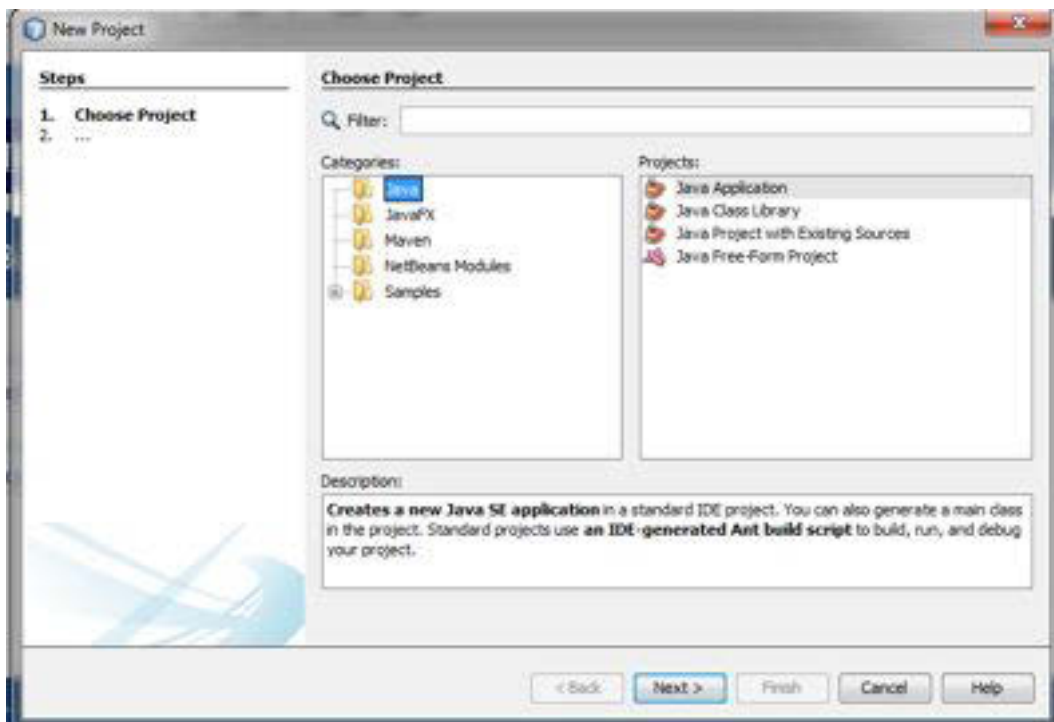 New Project
Steps
1. Choose Project
2. ...
Choose Project
Filter:
Categories:
Java
JavaFX
Maven
NetBeans Modules
Samples
Projects:
Java Application
Java Class Library
Java Project with Existing Sources
Java Free-Form Project
Description:
Creates a new Java SE application in a standard IDE project. You can also generate a main class
in the project. Standard projects use an IDE-generated Ant build script to build, run, and debug
your project.
< Back
Next >
Finish
Cancel
Help